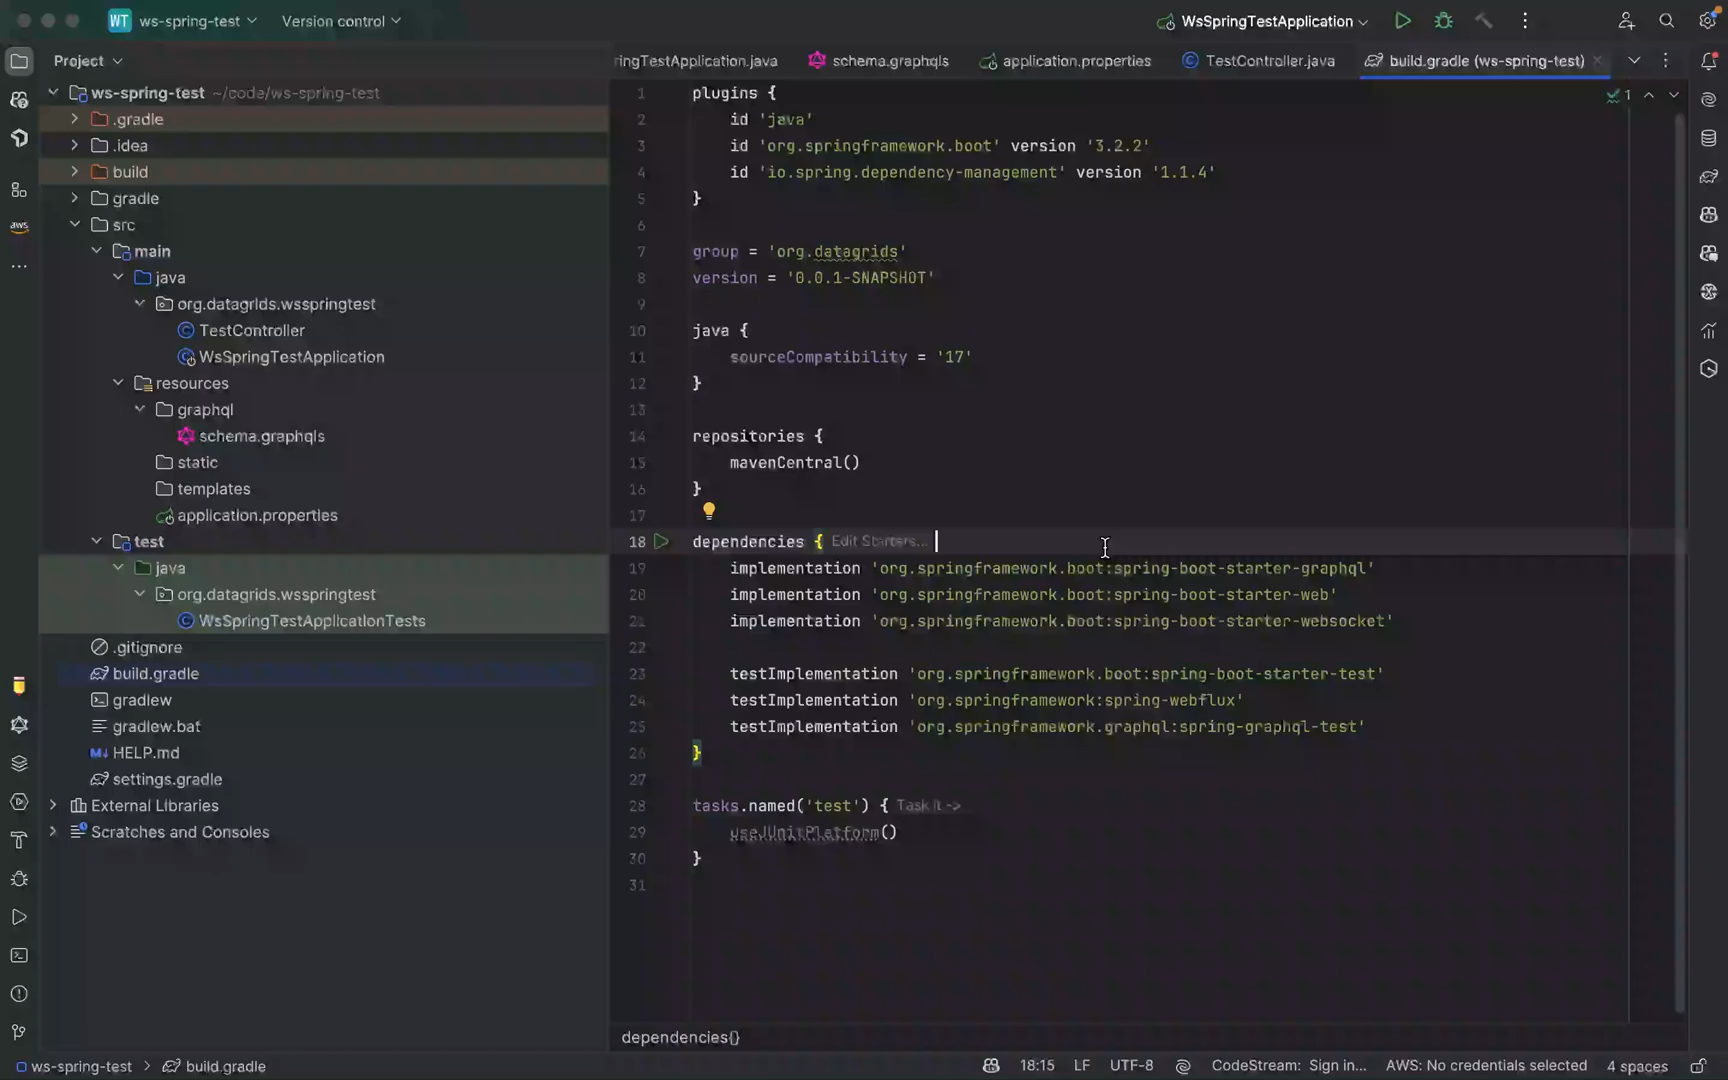 WT ws-spring-test Version control WsSpringTestApplication
Project
ringTestApplication.java schema.graphqls application.properties TestController.java build.gradle (ws-spring-test)
ws-spring-test ~/code/ws-spring-test
.gradle
.idea
build
gradle
src
main
java
org.datagrids.wsspringtest
TestController
WsSpringTestApplication
resources
graphql
schema.graphqls
static
templates
application.properties
test
java
org.datagrids.wsspringtest
WsSpringTestApplicationTests
.gitignore
build.gradle
gradlew
gradlew.bat
M↓ HELP.md
settings.gradle
External Libraries
Scratches and Consoles
aws
1 plugins {
2 id 'java'
3 id 'org.springframework.boot' version '3.2.2'
4 id 'io.spring.dependency-management' version '1.1.4'
5 }
6
7 group = 'org.datagrids'
8 version = '0.0.1-SNAPSHOT'
9
10 java {
11 sourceCompatibility = '17'
12 }
13
14 repositories {
15 mavenCentral()
16 }
17
18 dependencies { Edit Starters...
19 implementation 'org.springframework.boot:spring-boot-starter-graphql'
20 implementation 'org.springframework.boot:spring-boot-starter-web'
21 implementation 'org.springframework.boot:spring-boot-starter-websocket'
22
23 testImplementation 'org.springframework.boot:spring-boot-starter-test'
24 testImplementation 'org.springframework:spring-webflux'
25 testImplementation 'org.springframework.graphql:spring-graphql-test'
26 }
27
28 tasks.named('test') { Task it ->
29 useJUnitPlatform()
30 }
31
1
dependencies{}
ws-spring-test > build.gradle 18:15 LF UTF-8 CodeStream: Sign in... AWS: No credentials selected 4 spaces